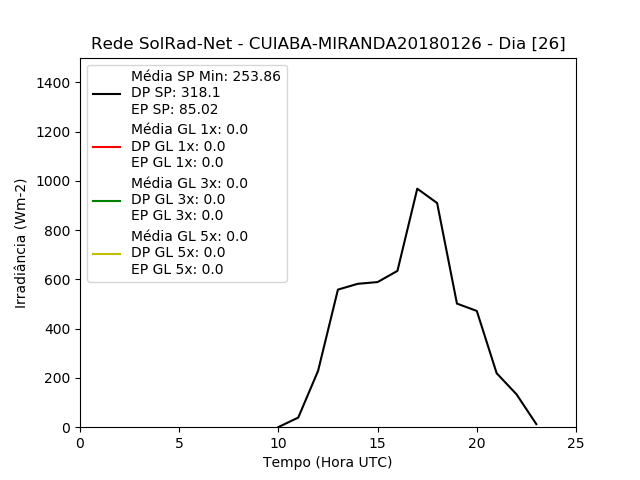 Rede SolRad-Net - CUIABA-MIRANDA20180126 - Dia [26]
Média SP Min: 253.86
DP SP: 318.1
EP SP: 85.02
Média GL 1x: 0.0
DP GL 1x: 0.0
EP GL 1x: 0.0
Média GL 3x: 0.0
DP GL 3x: 0.0
EP GL 3x: 0.0
Média GL 5x: 0.0
DP GL 5x: 0.0
EP GL 5x: 0.0
Irradiância (Wm-2)
1400
1200
1000
800
600
400
200
0
0 5 10 15 20 25
Tempo (Hora UTC)